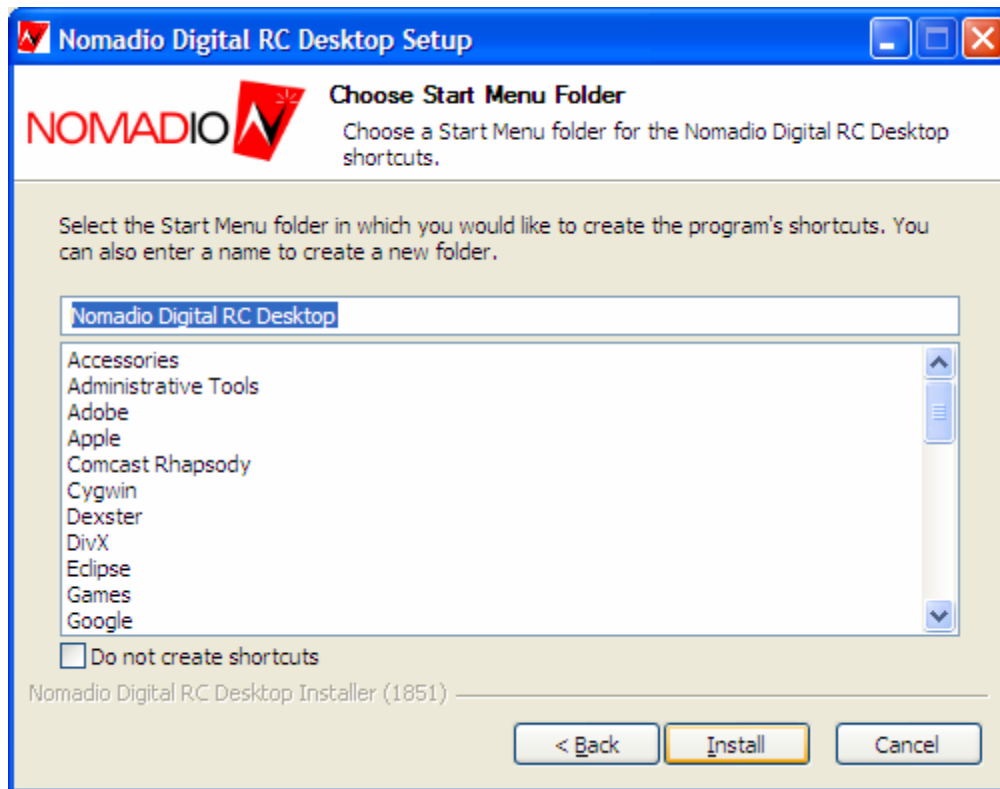 Nomadio Digital RC Desktop Setup
NOMADIO N
Choose Start Menu Folder
Choose a Start Menu folder for the Nomadio Digital RC Desktop
shortcuts.
Select the Start Menu folder in which you would like to create the program's shortcuts. You
can also enter a name to create a new folder.
Nomadio Digital RC Desktop
Accessories
Administrative Tools
Adobe
Apple
Comcast Rhapsody
Cygwin
Dexster
DivX
Eclipse
Games
Google
Do not create shortcuts
Nomadio Digital RC Desktop Installer (1851)
< Back
Install
Cancel